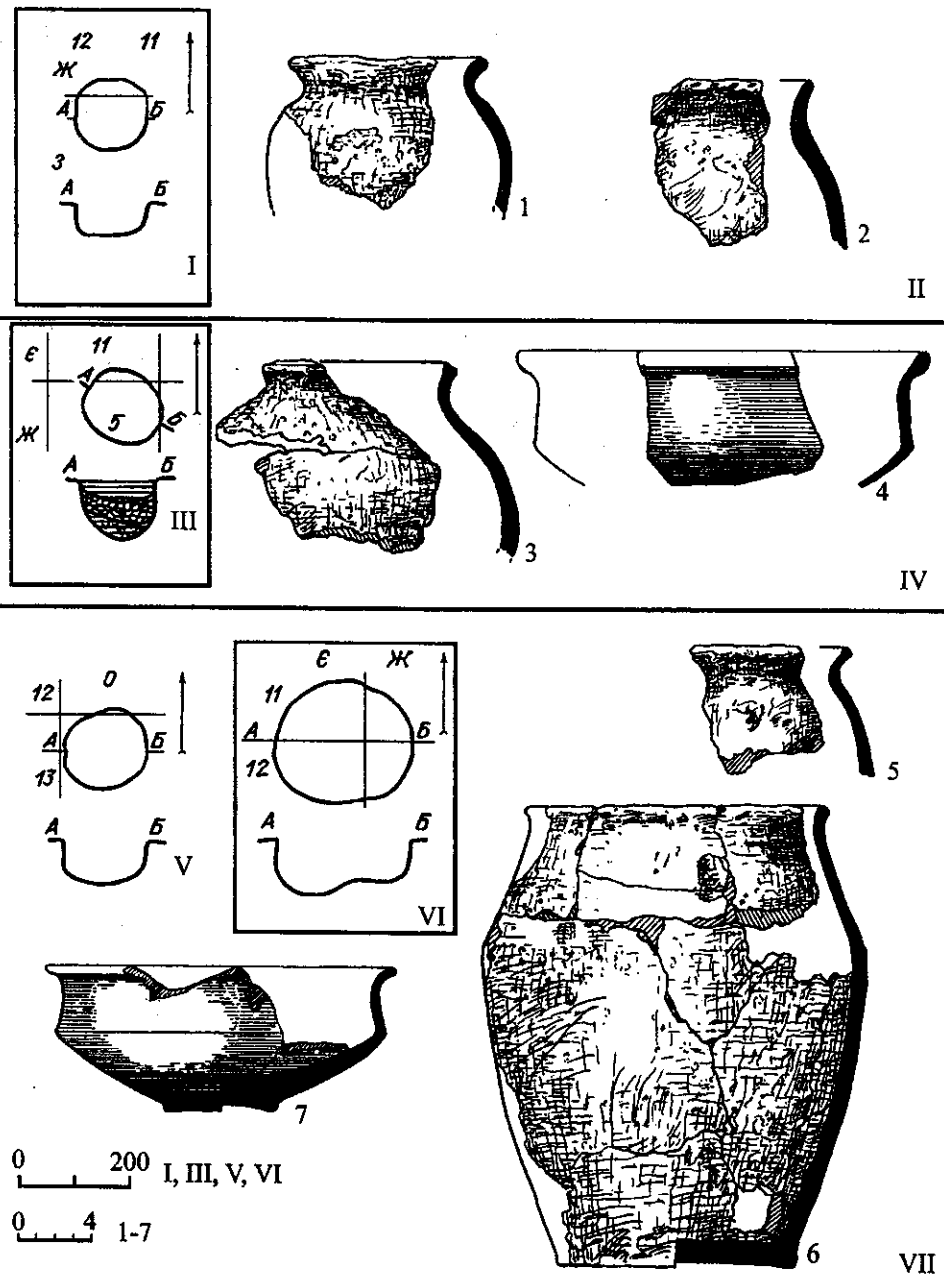 12 11
Ж
А Б
З
А Б
I
1
2
II
Є 11
А
Ж 5 Б
А Б
III
3
4
IV
12 О
А Б
13
А Б
V
Є Ж
11
А Б
12
А Б
VI
5
7
6
0 200 I, III, V, VI
0 4 1-7
VII